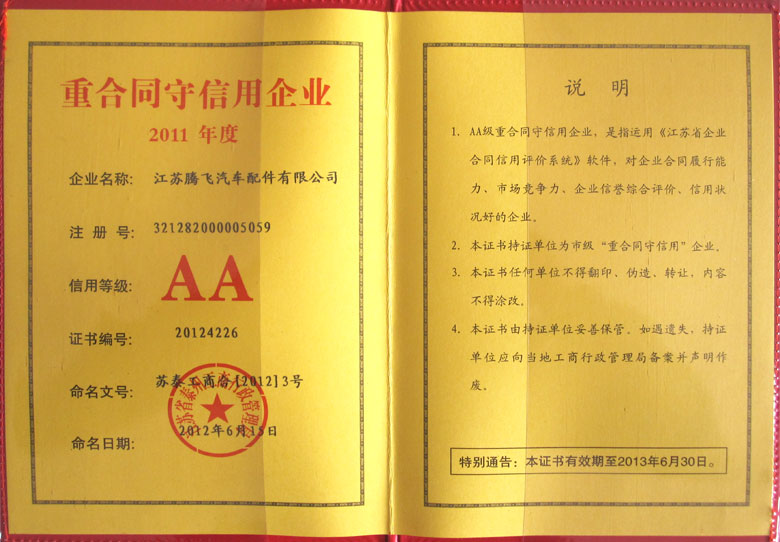 重合同守信用企业
2011 年度
企业名称: 江苏腾飞汽车配件有限公司
注 册 号: 321282000005059
信用等级: AA
证书编号: 20124226
命名文号: 苏泰工商合[2012]3号
命名日期: 2012年6月15日
说 明
1. AA级重合同守信用企业，是指运用《江苏省企业
合同信用评价系统》软件，对企业合同履行能
力、市场竞争力、企业信誉综合评价、信用状
况好的企业。
2. 本证书持证单位为市级“重合同守信用”企业。
3. 本证书任何单位不得翻印、伪造、转让，内容
不得涂改。
4. 本证书由持证单位妥善保管。如遇遗失，持证
单位应向当地工商行政管理局备案并声明作
废。
特别通告：本证书有效期至2013年6月30日。